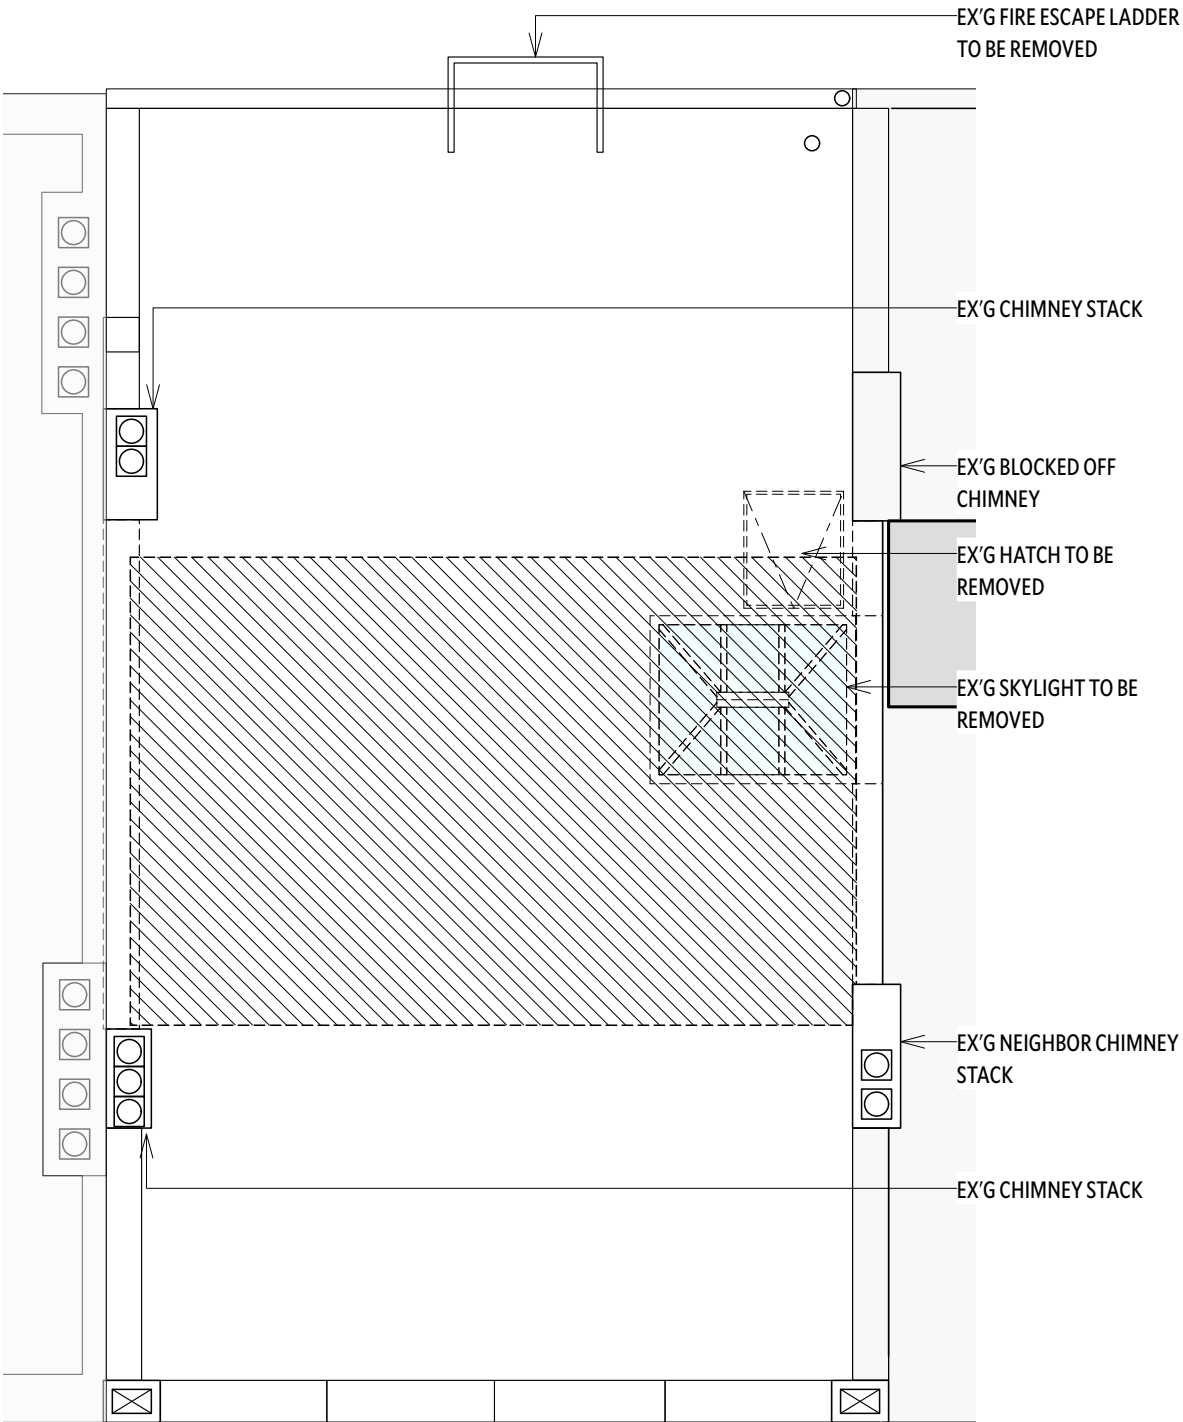 EX'G FIRE ESCAPE LADDER
TO BE REMOVED
EX'G CHIMNEY STACK
EX'G BLOCKED OFF
CHIMNEY
EX'G HATCH TO BE
REMOVED
EX'G SKYLIGHT TO BE
REMOVED
EX'G NEIGHBOR CHIMNEY
STACK
EX'G CHIMNEY STACK